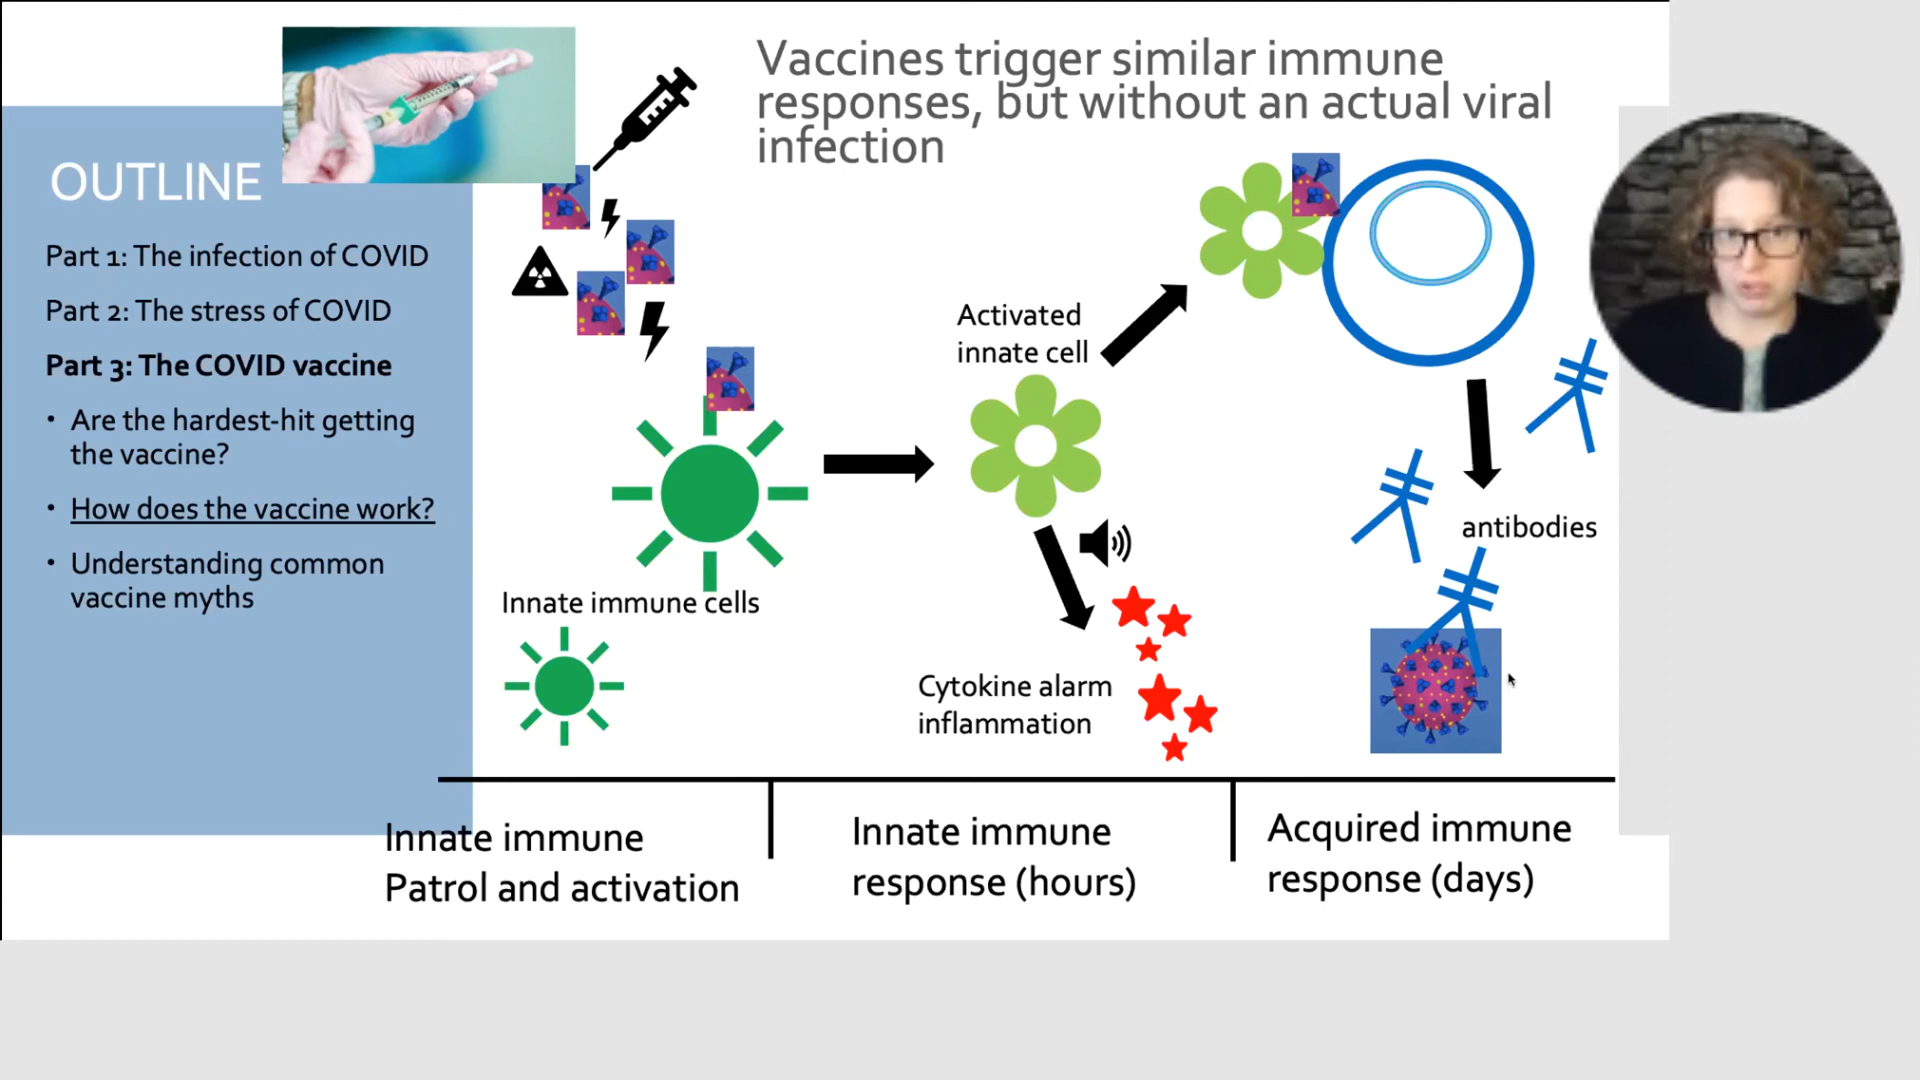 Vaccines trigger similar immune
responses, but without an actual viral
infection
OUTLINE
Part 1: The infection of COVID
Part 2: The stress of COVID
Part 3: The COVID vaccine
• Are the hardest-hit getting
the vaccine?
• How does the vaccine work?
• Understanding common
vaccine myths
Innate immune cells
Activated
innate cell
Cytokine alarm
inflammation
antibodies
Innate immune
Patrol and activation
Innate immune
response (hours)
Acquired immune
response (days)